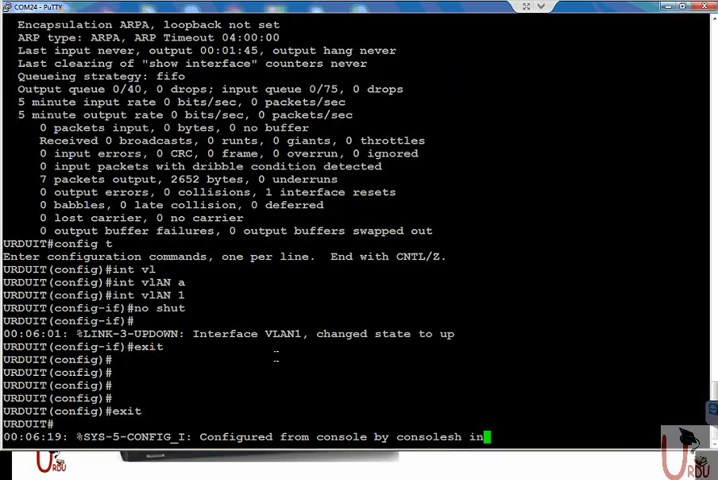 COM24 - PuTTY
Encapsulation ARPA, loopback not set
ARP type: ARPA, ARP Timeout 04:00:00
Last input never, output 00:01:45, output hang never
Last clearing of "show interface" counters never
Queueing strategy: fifo
Output queue 0/40, 0 drops; input queue 0/75, 0 drops
5 minute input rate 0 bits/sec, 0 packets/sec
5 minute output rate 0 bits/sec, 0 packets/sec
0 packets input, 0 bytes, 0 no buffer
Received 0 broadcasts, 0 runts, 0 giants, 0 throttles
0 input errors, 0 CRC, 0 frame, 0 overrun, 0 ignored
0 input packets with dribble condition detected
7 packets output, 2652 bytes, 0 underruns
0 output errors, 0 collisions, 1 interface resets
0 babbles, 0 late collision, 0 deferred
0 lost carrier, 0 no carrier
0 output buffer failures, 0 output buffers swapped out
URDUIT#config t
Enter configuration commands, one per line.  End with CNTL/Z.
URDUIT(config)#int vl
URDUIT(config)#int vlAN a
URDUIT(config)#int vlAN 1
URDUIT(config-if)#no shut
URDUIT(config-if)#
00:06:01: %LINK-3-UPDOWN: Interface VLAN1, changed state to up
URDUIT(config-if)#exit
URDUIT(config)#
URDUIT(config)#
URDUIT(config)#
URDUIT(config)#
URDUIT(config)#exit
URDUIT#
00:06:19: %SYS-5-CONFIG_I: Configured from console by consolesh in
URDU
URDU